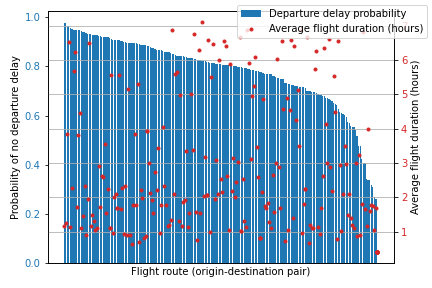 Departure delay probability
Average flight duration (hours)
1.0
0.8
0.6
0.4
0.2
0.0
Probability of no departure delay
6
5
4
3
2
1
Average flight duration (hours)
Flight route (origin-destination pair)